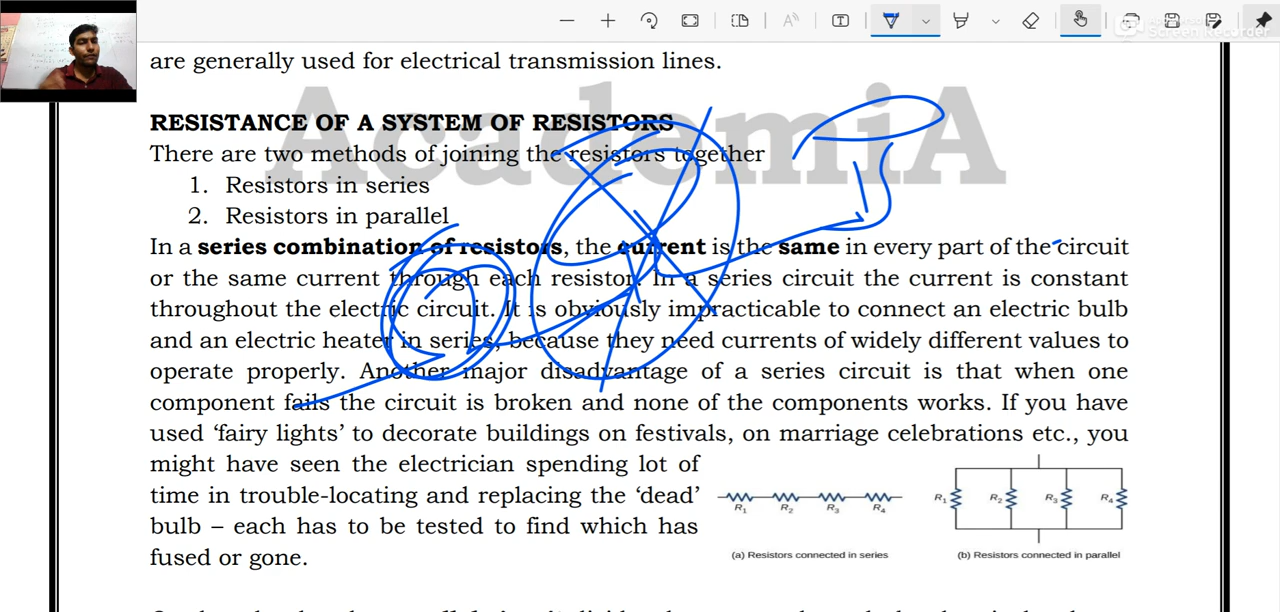 are generally used for electrical transmission lines.
AcademiA
RESISTANCE OF A SYSTEM OF RESISTORS
There are two methods of joining the resistors together
1. Resistors in series
2. Resistors in parallel
In a series combination of resistors, the current is the same in every part of the circuit
or the same current through each resistor. In a series circuit the current is constant
throughout the electric circuit. It is obviously impracticable to connect an electric bulb
and an electric heater in series, because they need currents of widely different values to
operate properly. Another major disadvantage of a series circuit is that when one
component fails the circuit is broken and none of the components works. If you have
used ‘fairy lights’ to decorate buildings on festivals, on marriage celebrations etc., you
might have seen the electrician spending lot of
time in trouble-locating and replacing the ‘dead’
bulb – each has to be tested to find which has
fused or gone.
R1 R2 R3 R4
(a) Resistors connected in series
R1 R2 R3 R4
(b) Resistors connected in parallel
Screen Recorder